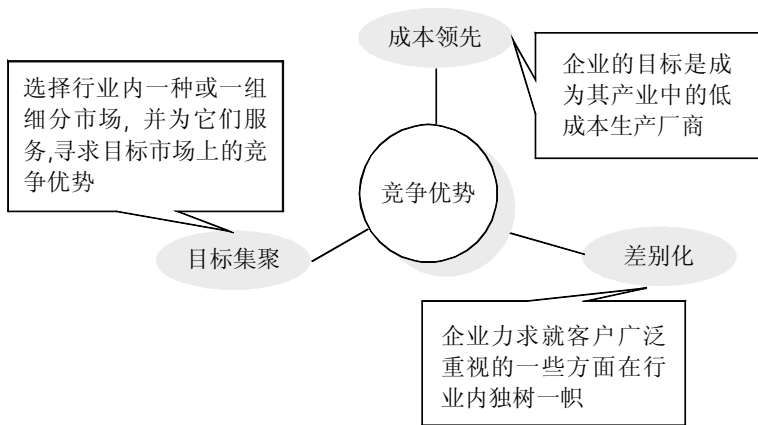 成本领先
企业的目标是成
为其产业中的低
成本生产厂商
选择行业内一种或一组
细分市场, 并为它们服
务,寻求目标市场上的竞
争优势
竞争优势
目标集聚
差别化
企业力求就客户广泛
重视的一些方面在行
业内独树一帜